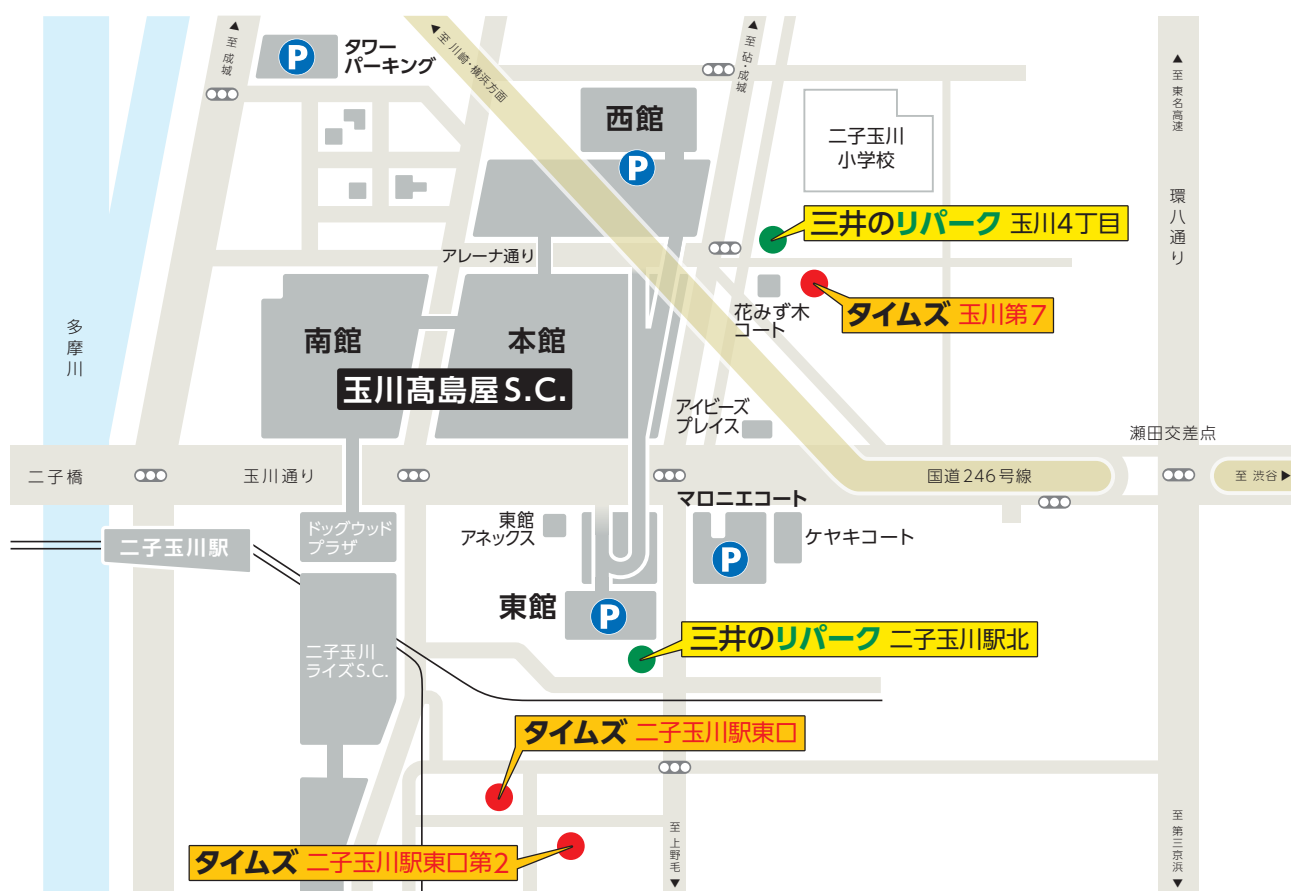 ▲至 成城
P
タワー
パーキング
◀至 川崎・横浜方面
▲至 砧・成城
▲至 東名高速
西館
P
二子玉川
小学校
環八通り
三井のリパーク 玉川4丁目
アレーナ通り
タイムズ 玉川第7
花みず木
コート
多摩川
南館
本館
玉川髙島屋S.C.
アイビーズ
プレイス
瀬田交差点
二子橋
玉川通り
国道246号線
至 渋谷▶
マロニエコート
P
ケヤキコート
東館
アネックス
ドッグウッド
プラザ
二子玉川駅
東館
P
三井のリパーク 二子玉川駅北
二子玉川
ライズS.C.
タイムズ 二子玉川駅東口
タイムズ 二子玉川駅東口第2
至 上野毛▼
至 第三京浜▼